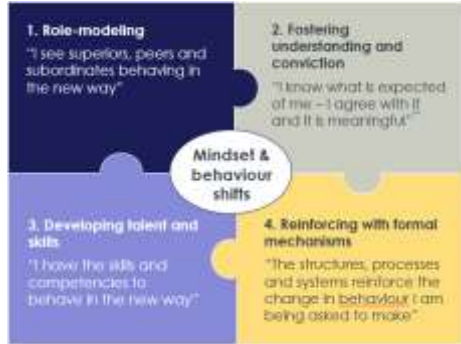 1. Role-modeling
"I see superiors, peers and
subordinates behaving in
the new way"
2. Fostering
understanding and
conviction
"I know what is expected
of me – I agree with it
and it is meaningful"
Mindset &
behaviour
shifts
3. Developing talent and
skills
"I have the skills and
competencies to
behave in the new way"
4. Reinforcing with formal
mechanisms
"The structures, processes
and systems reinforce the
change in behaviour I am
being asked to make"